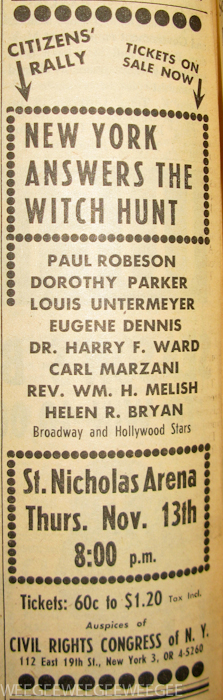 CITIZENS'
RALLY
TICKETS ON
SALE NOW
NEW YORK
ANSWERS THE
WITCH HUNT
PAUL ROBESON
DOROTHY PARKER
LOUIS UNTERMEYER
EUGENE DENNIS
DR. HARRY F. WARD
CARL MARZANI
REV. WM. H. MELISH
HELEN R. BRYAN
Broadway and Hollywood Stars
St. Nicholas Arena
Thurs. Nov. 13th
8:00 p.m.
Tickets: 60c to $1.20 Tax Incl.
Auspices of
CIVIL RIGHTS CONGRESS of N. Y.
112 East 19th St., New York 3, OR 4-5260
WEEGEEWEEGEEWEEGEE